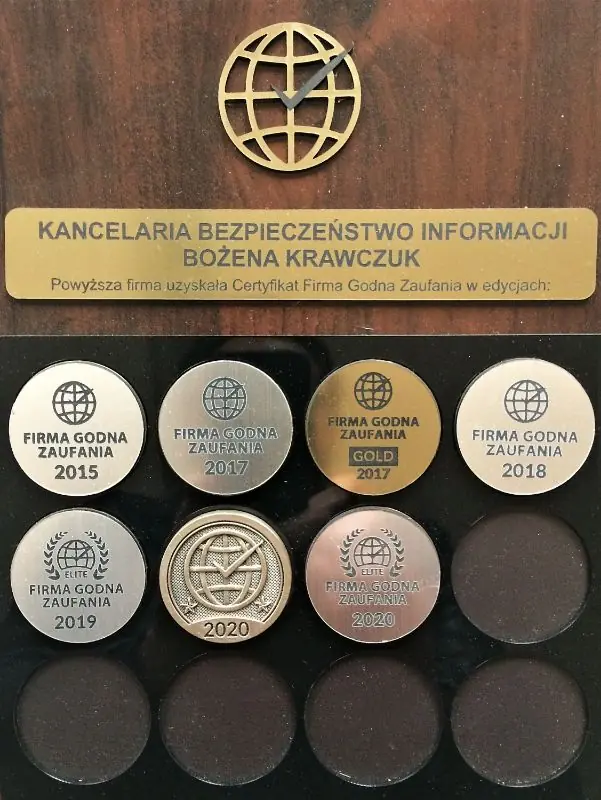 KANCELARIA BEZPIECZEŃSTWO INFORMACJI
BOŻENA KRAWCZUK
Powyższa firma uzyskała Certyfikat Firma Godna Zaufania w edycjach:
FIRMA GODNA
ZAUFANIA
2015
FIRMA GODNA
ZAUFANIA
2017
FIRMA GODNA
ZAUFANIA
GOLD
2017
FIRMA GODNA
ZAUFANIA
2018
ELITE
FIRMA GODNA
ZAUFANIA
2019
2020
ELITE
FIRMA GODNA
ZAUFANIA
2020